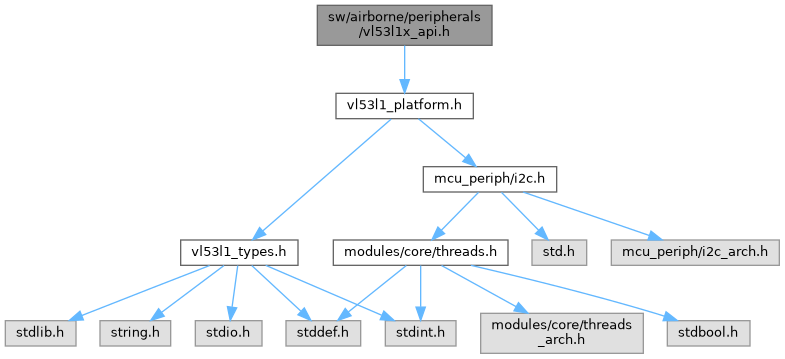 sw/airborne/peripherals
/vl53l1x_api.h
vl53l1_platform.h
mcu_periph/i2c.h
vl53l1_types.h
modules/core/threads.h
std.h
mcu_periph/i2c_arch.h
stdlib.h
string.h
stdio.h
stddef.h
stdint.h
modules/core/threads
_arch.h
stdbool.h